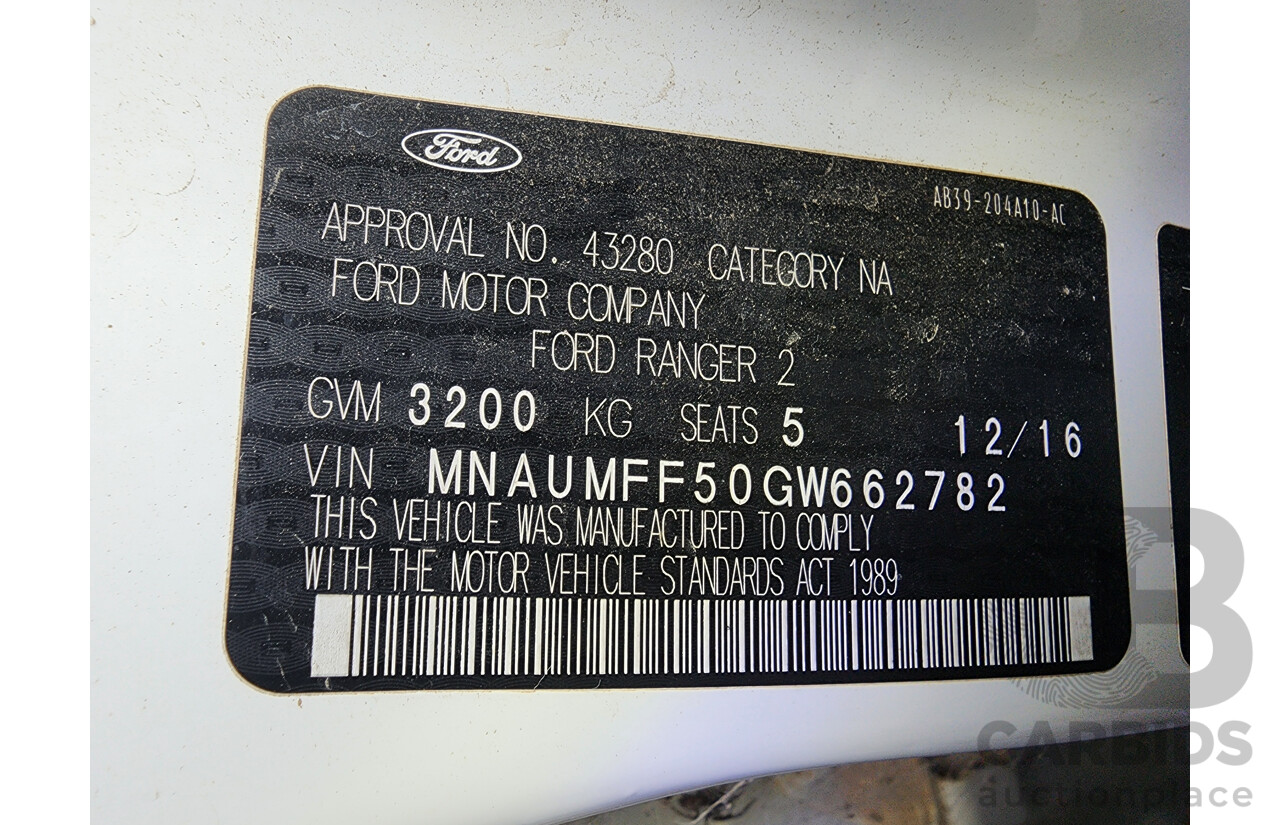 Ford
AB39-204A10-AC
APPROVAL NO. 43280 CATEGORY NA
FORD MOTOR COMPANY
FORD RANGER 2
GVM 3200 KG SEATS 5 12/16
VIN MNAUMFF50GW662782
THIS VEHICLE WAS MANUFACTURED TO COMPLY
WITH THE MOTOR VEHICLE STANDARDS ACT 1989
B
CARBIDS
auctionplace